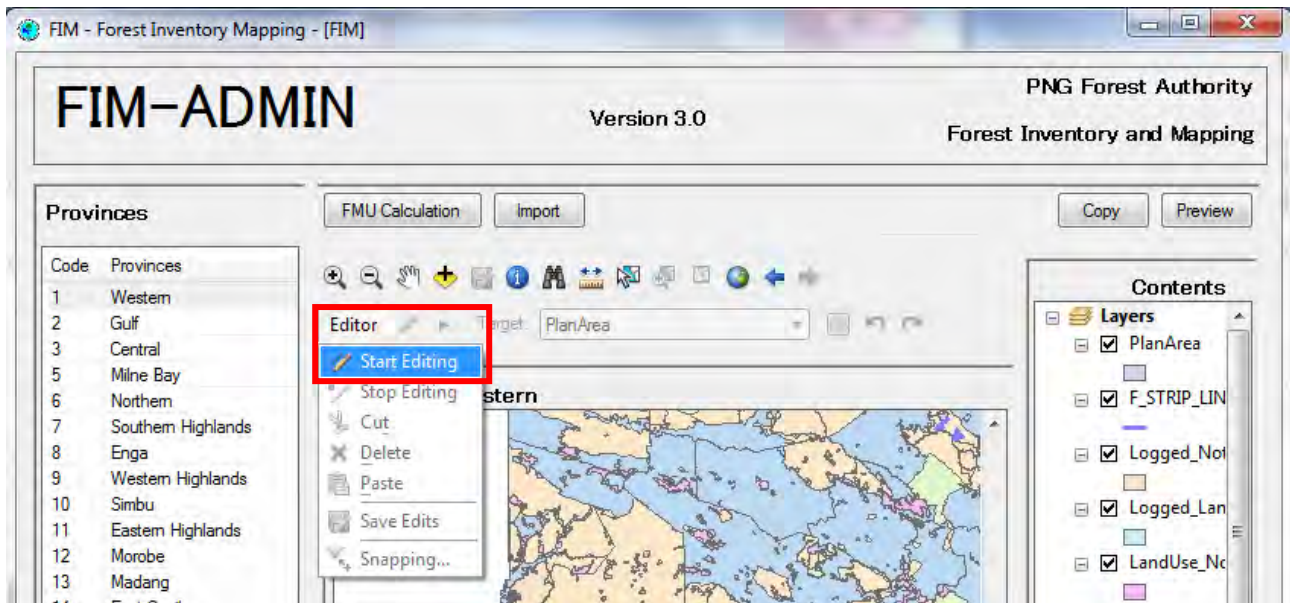 FIM - Forest Inventory Mapping - [FIM]
FIM-ADMIN
Version 3.0
PNG Forest Authority
Forest Inventory and Mapping
Provinces
Code Provinces
1 Western
2 Gulf
3 Central
5 Milne Bay
6 Northern
7 Southern Highlands
8 Enga
9 Western Highlands
10 Simbu
11 Eastern Highlands
12 Morobe
13 Madang
FMU Calculation Import Copy Preview
Editor Target: PlanArea
Start Editing
Stop Editing
Cut
Delete
Paste
Save Edits
Snapping...
stern
Contents
Layers
PlanArea
F_STRIP_LIN
Logged_Not
Logged_Lan
LandUse_Nc